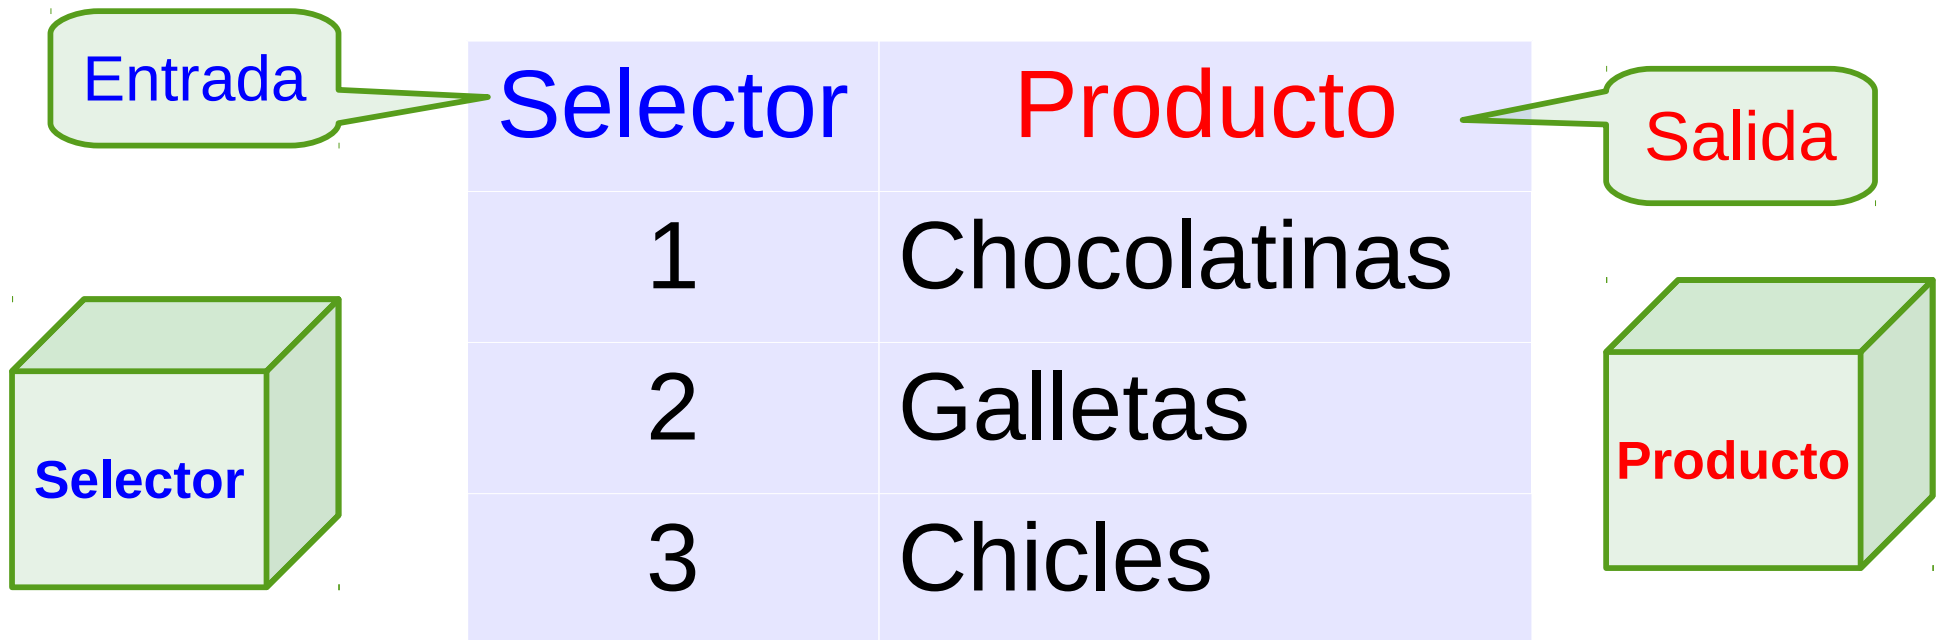 Entrada
Selector Producto
Salida
1 Chocolatinas
2 Galletas
3 Chicles
Selector
Producto